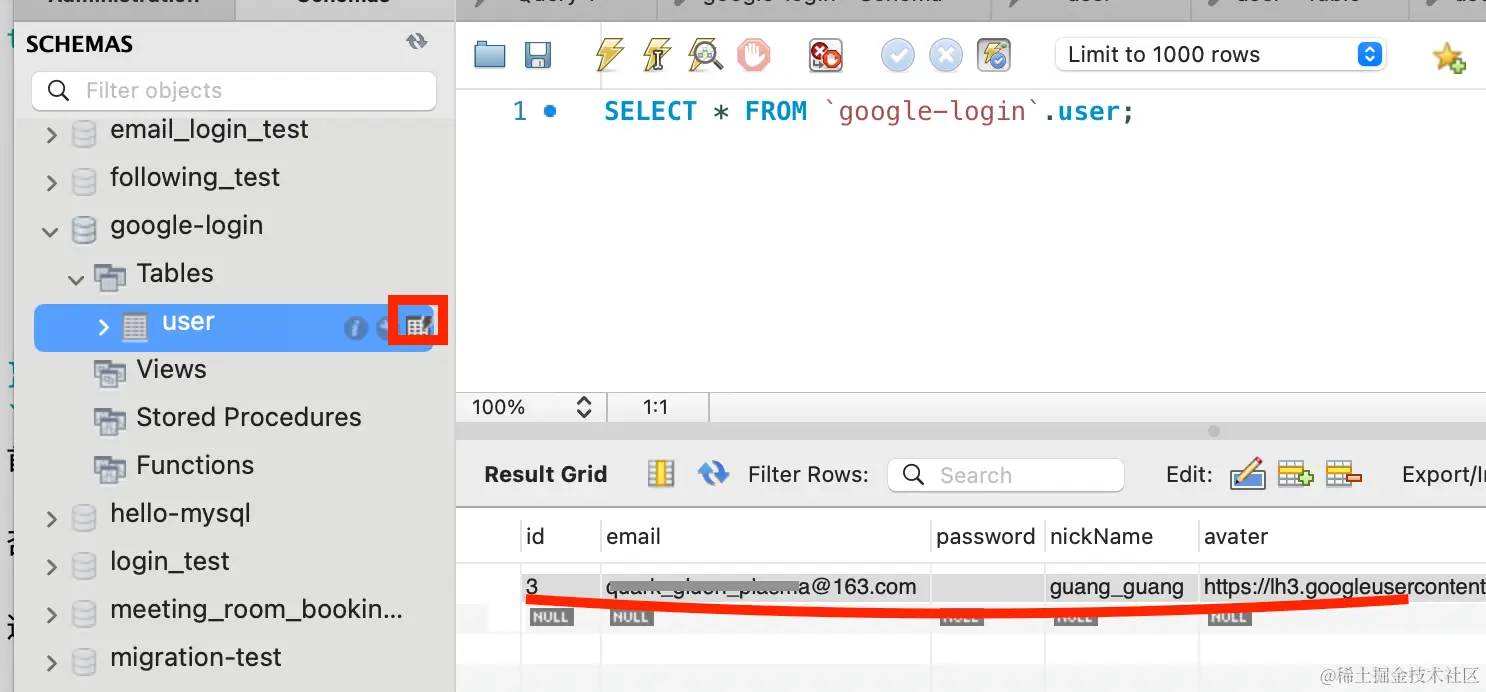 Administration
Schemas
SCHEMAS
Filter objects
email_login_test
following_test
google-login
Tables
user
Views
Stored Procedures
Functions
hello-mysql
login_test
meeting_room_bookin...
migration-test
Limit to 1000 rows
1
SELECT * FROM `google-login`.user;
100%
1:1
Result Grid
Filter Rows:
Search
Edit:
id email password nickName avater
3 @163.com guang_guang https://lh3.googleusercontent
NULL NULL NULL NULL NULL
@稀土掘金技术社区